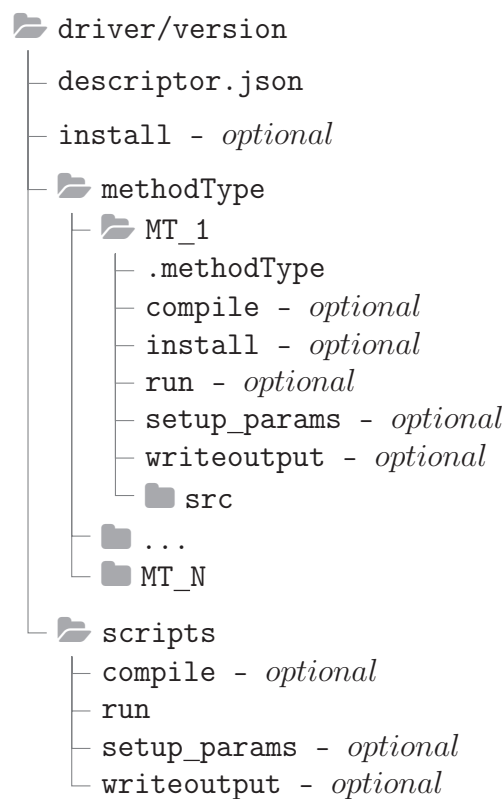 driver/version
descriptor.json
install - optional
methodType
MT_1
.methodType
compile - optional
install - optional
run - optional
setup_params - optional
writeoutput - optional
src
...
MT_N
scripts
compile - optional
run
setup_params - optional
writeoutput - optional